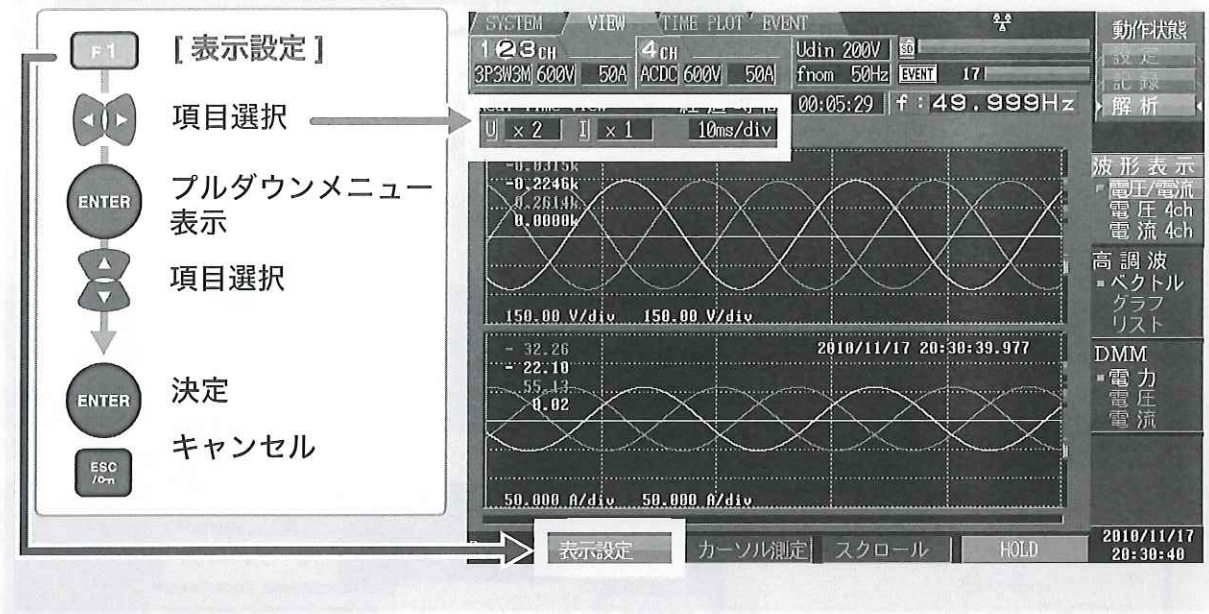 F1 [表示設定]
項目選択
ENTER プルダウンメニュー
表示
項目選択
ENTER 決定
ESC キャンセル
SYSTEM VIEW TIME PLOT EVENT
123CH 4CH Udin 200V SD
3P3W3M 600V 50A ACDC 600V 50A fnom 50Hz EVENT 17
00:05:29 f:49.999Hz
U x2 I x1 10ms/div
-0.0315k
-0.2246k
0.2614k
0.0000k
150.00 V/div 150.00 V/div
- 32.26 2010/11/17 20:30:39.977
- 22.10
55.13
0.02
50.000 A/div 50.000 A/div
表示設定 カーソル測定 スクロール HOLD
動作状態
設定
記録
解析
波形表示
電圧/電流
電圧 4ch
電流 4ch
高調波
ベクトル
グラフ
リスト
DMM
電力
電圧
電流
2010/11/17
20:30:40